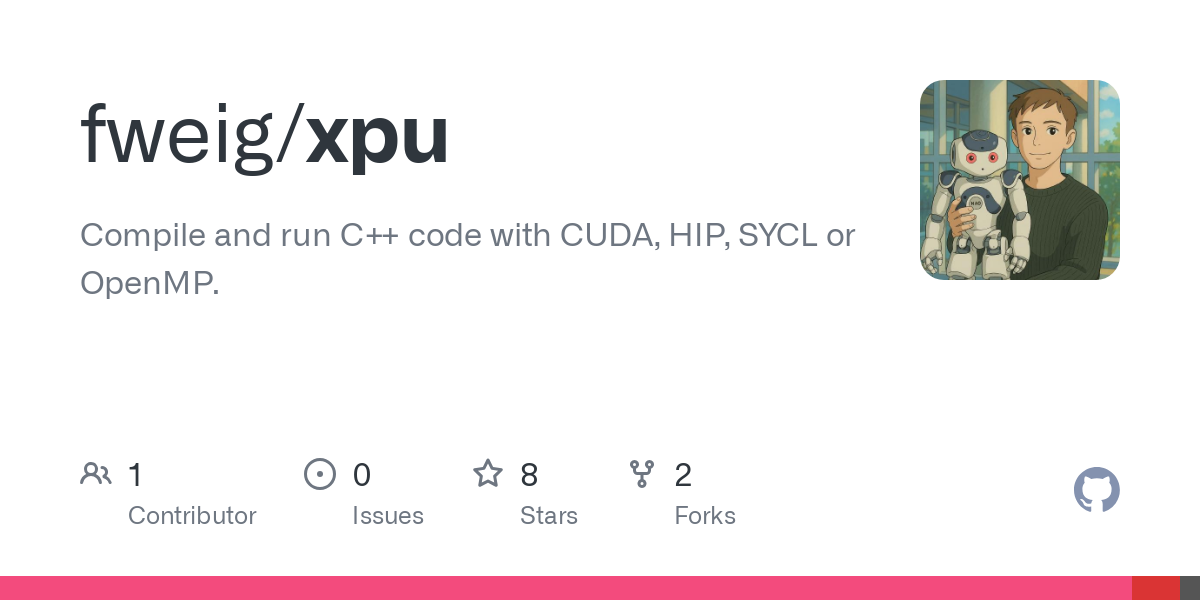 fweig/xpu
Compile and run C++ code with CUDA, HIP, SYCL or
OpenMP.
1
Contributor
0
Issues
8
Stars
2
Forks